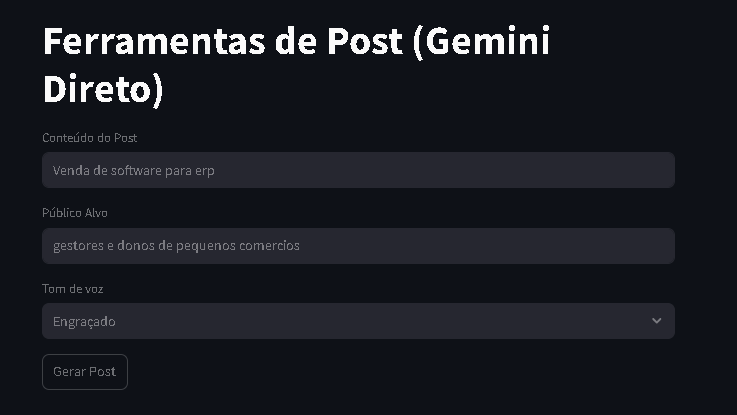 Ferramentas de Post (Gemini
Direto)
Conteúdo do Post
Venda de software para erp
Público Alvo
gestores e donos de pequenos comercios
Tom de voz
Engraçado
Gerar Post